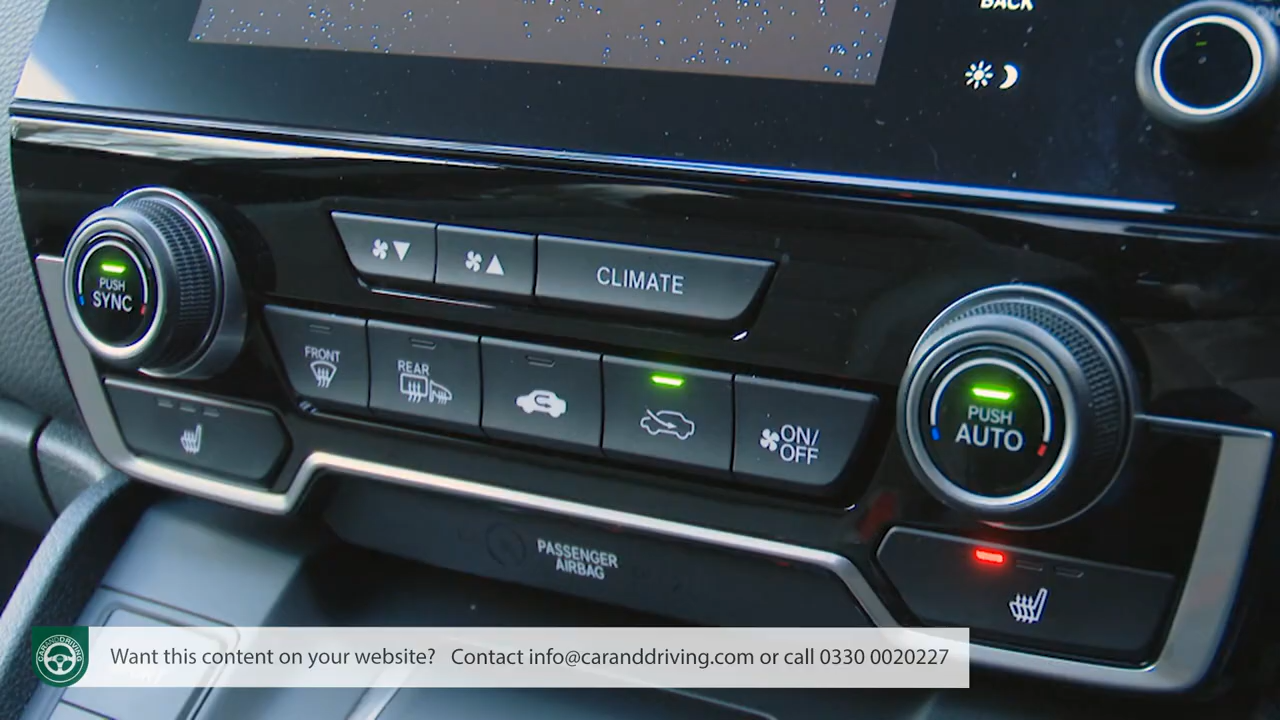 BACK
PUSH
SYNC
CLIMATE
FRONT
REAR
ON/
OFF
PUSH
AUTO
PASSENGER
AIRBAG
CARANDDRIVING
Want this content on your website? Contact info@caranddriving.com or call 0330 0020227